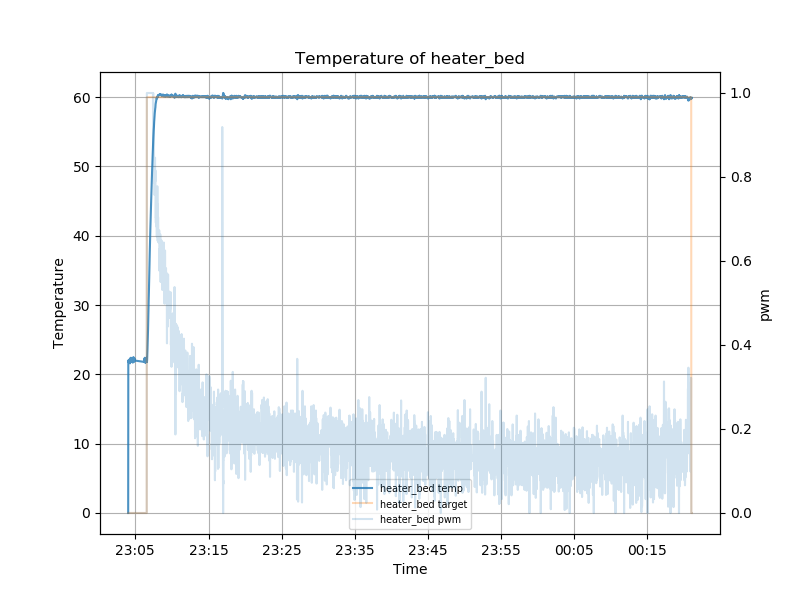 Temperature of heater_bed
60
50
40
30
20
10
0
Temperature
1.0
0.8
0.6
0.4
0.2
0.0
pwm
heater_bed temp
heater_bed target
heater_bed pwm
23:05 23:15 23:25 23:35 23:45 23:55 00:05 00:15
Time